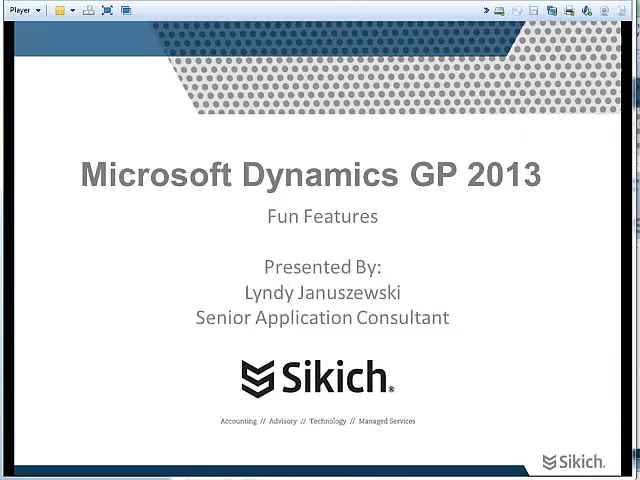 Player
Microsoft Dynamics GP 2013
Fun Features
Presented By:
Lyndy Januszewski
Senior Application Consultant
Sikich®
Accounting // Advisory // Technology // Managed Services
Sikich.